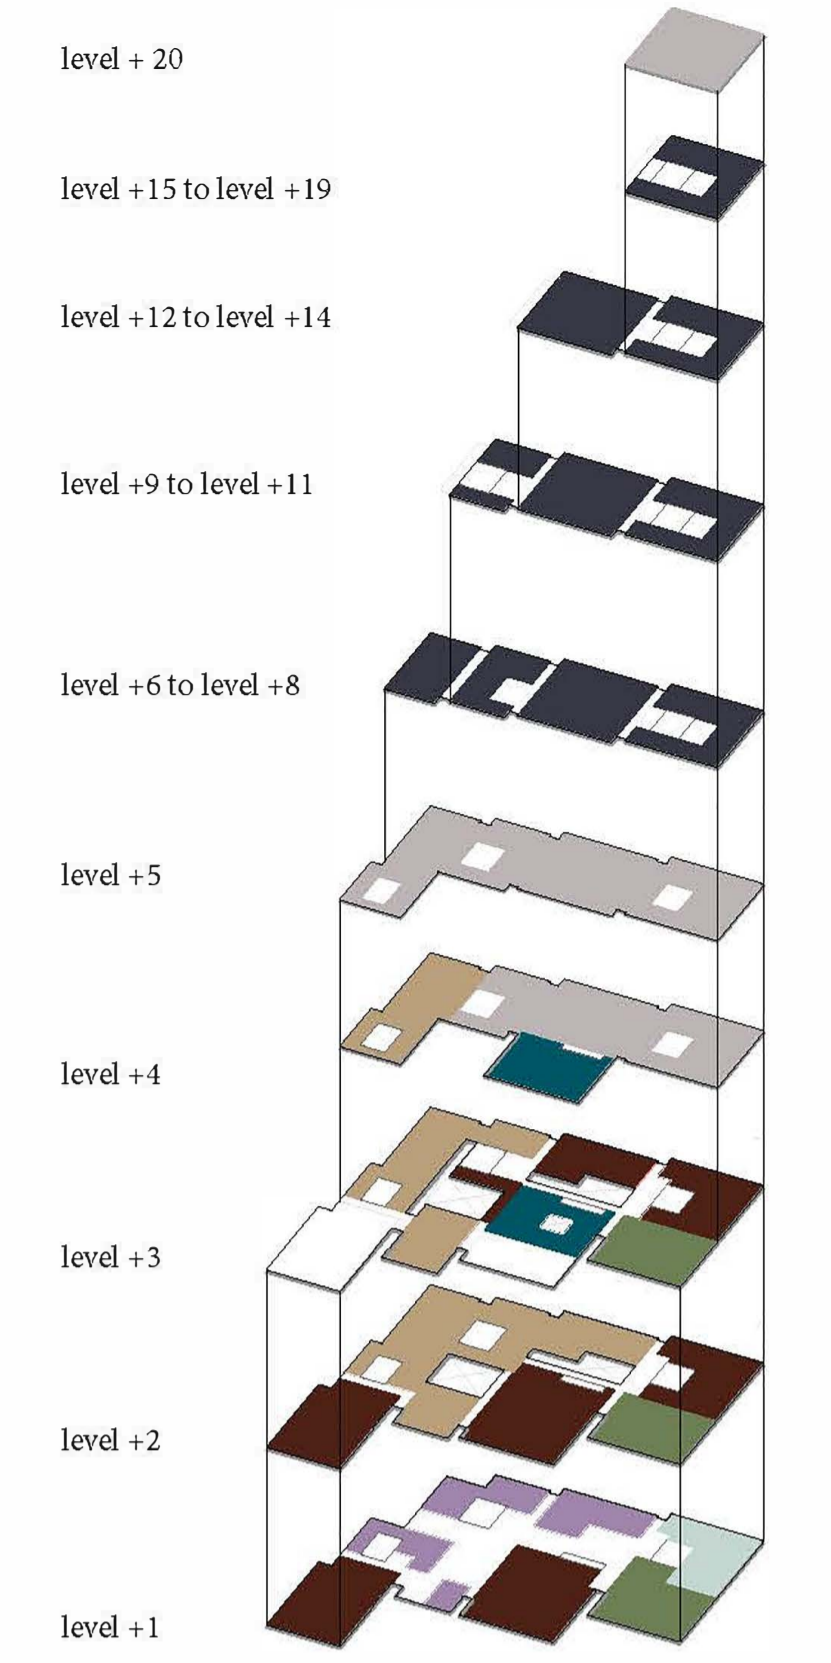 level + 20
level +15 to level +19
level +12 to level +14
level +9 to level +11
level +6 to level +8
level +5
level +4
level +3
level +2
level +1